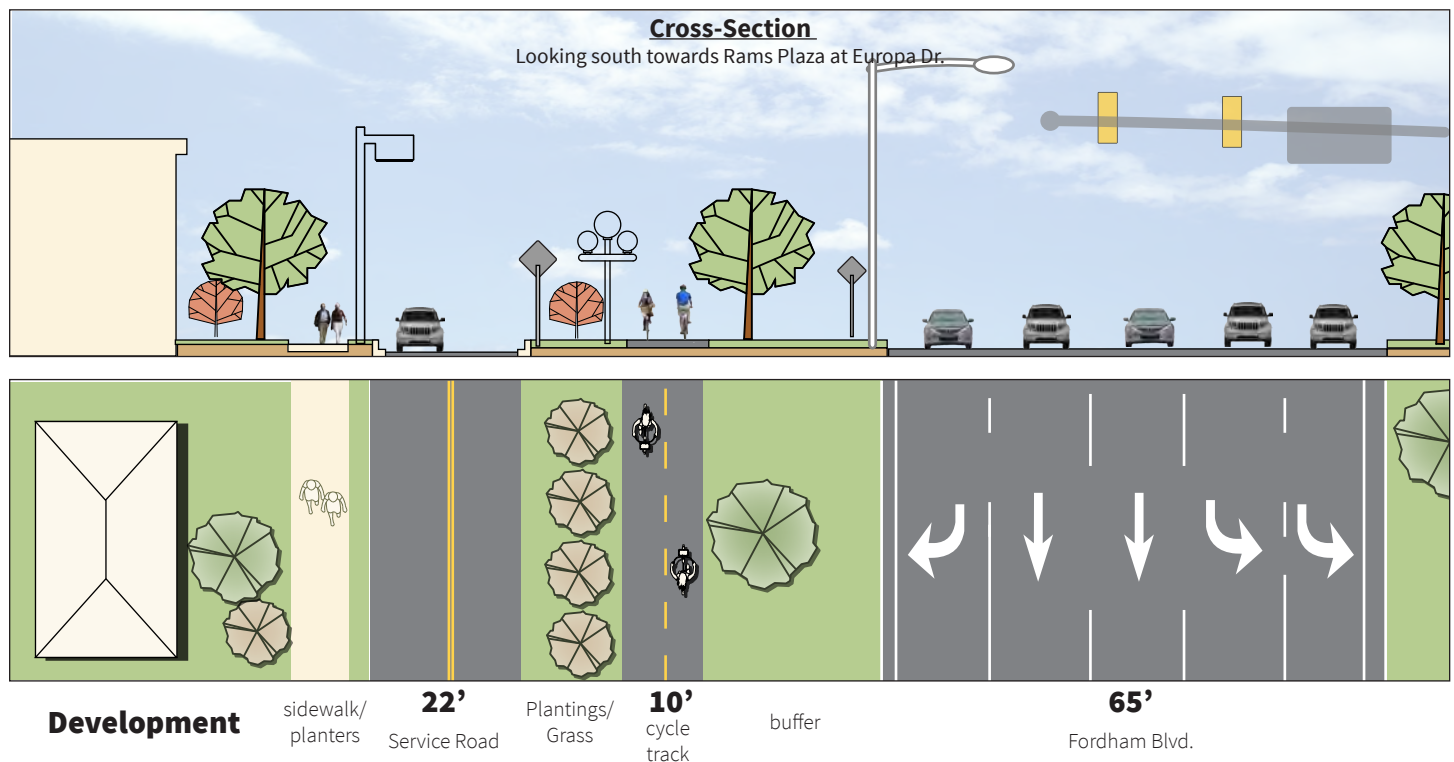 Cross-Section
Looking south towards Rams Plaza at Europa Dr.
Development
sidewalk/
planters
22’
Service Road
Plantings/
Grass
10’
cycle
track
buffer
65’
Fordham Blvd.